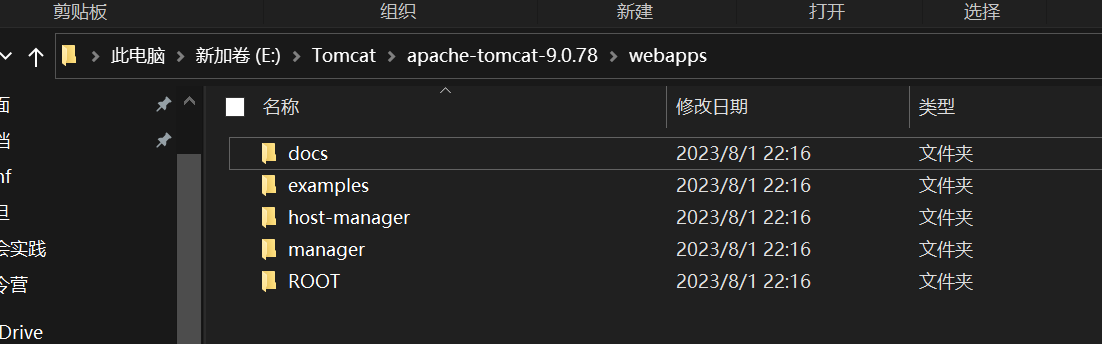 剪贴板 组织 新建 打开 选择
此电脑 新加卷 (E:) Tomcat apache-tomcat-9.0.78 webapps
名称 修改日期 类型
面
docs 2023/8/1 22:16 文件夹
档
examples 2023/8/1 22:16 文件夹
nf
host-manager 2023/8/1 22:16 文件夹
manager 2023/8/1 22:16 文件夹
会实践
ROOT 2023/8/1 22:16 文件夹
令营
Drive